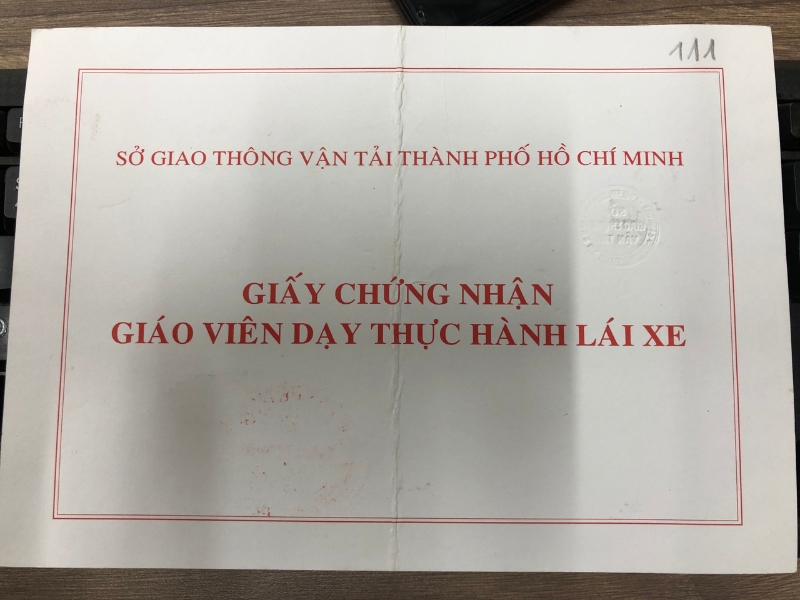 111
SỞ GIAO THÔNG VẬN TẢI THÀNH PHỐ HỒ CHÍ MINH
GIẤY CHỨNG NHẬN
GIÁO VIÊN DẠY THỰC HÀNH LÁI XE